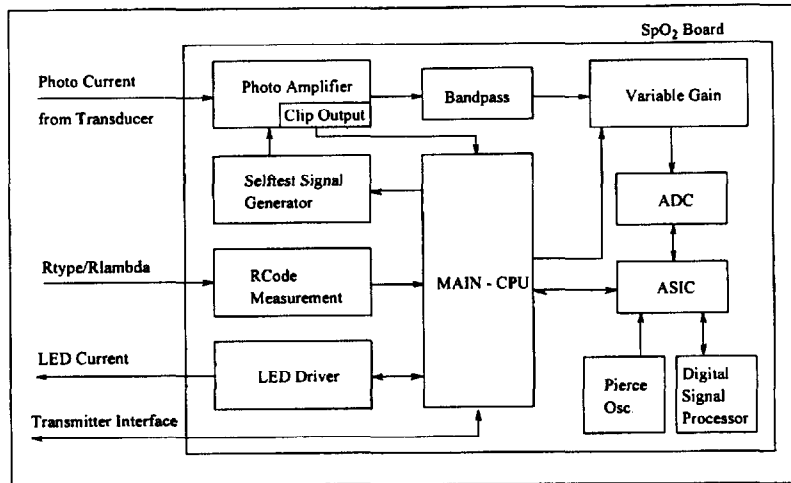 SpO₂ Board
Photo Current
from Transducer
Photo Amplifier
Clip Output
Bandpass
Variable Gain
Selftest Signal
Generator
ADC
Rtype/Rlambda
RCode
Measurement
MAIN - CPU
ASIC
LED Current
LED Driver
Pierce
Osc.
Digital
Signal
Processor
Transmitter Interface